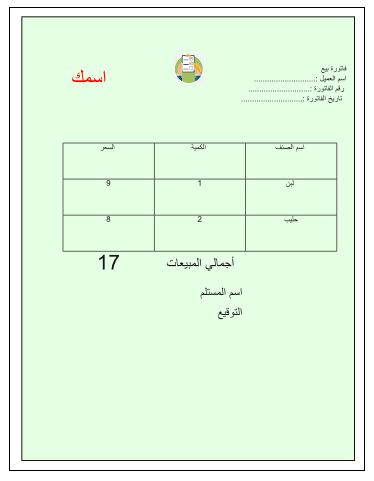 فاتورة بيع
اسم العميل :............................
رقم الفاتورة :............................
تاريخ الفاتورة :............................
اسمك
اسم الصنف الكمية السعر
لبن 1 9
حليب 2 8
أجمالي المبيعات 17
اسم المستلم
التوقيع